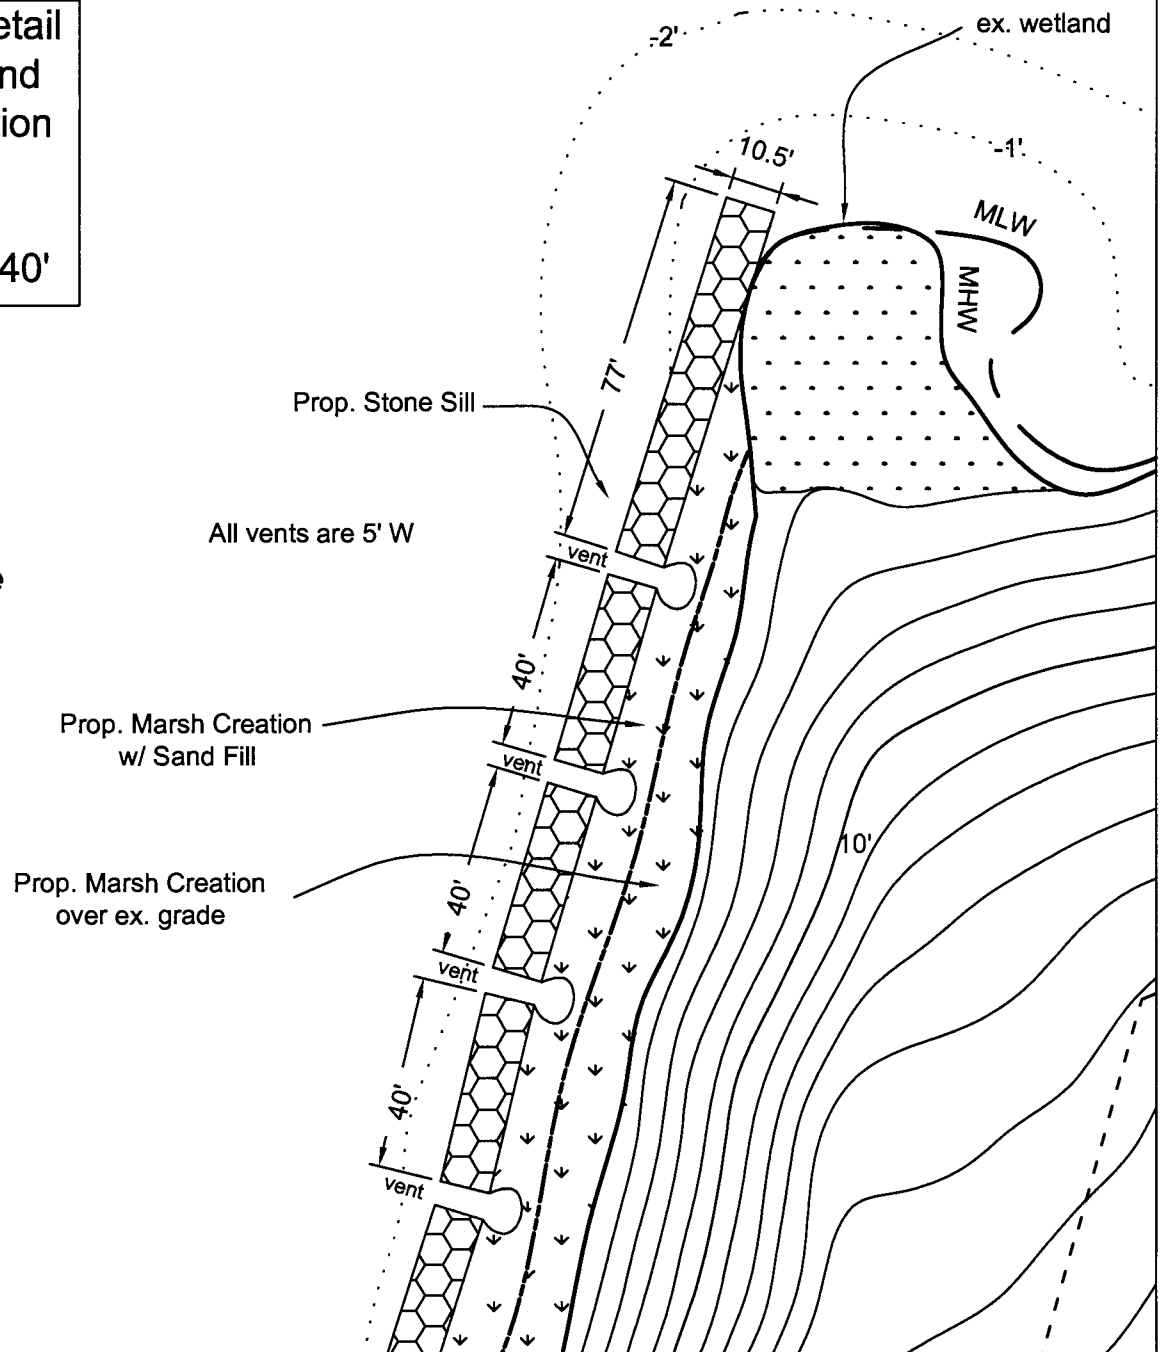 etail
nd
ion
40'
ex. wetland
-2'
-1'
10.5'
MLW
MHW
77'
Prop. Stone Sill
All vents are 5' W
e
vent
40'
Prop. Marsh Creation
w/ Sand Fill
vent
10'
Prop. Marsh Creation
over ex. grade
40'
vent
40'
vent